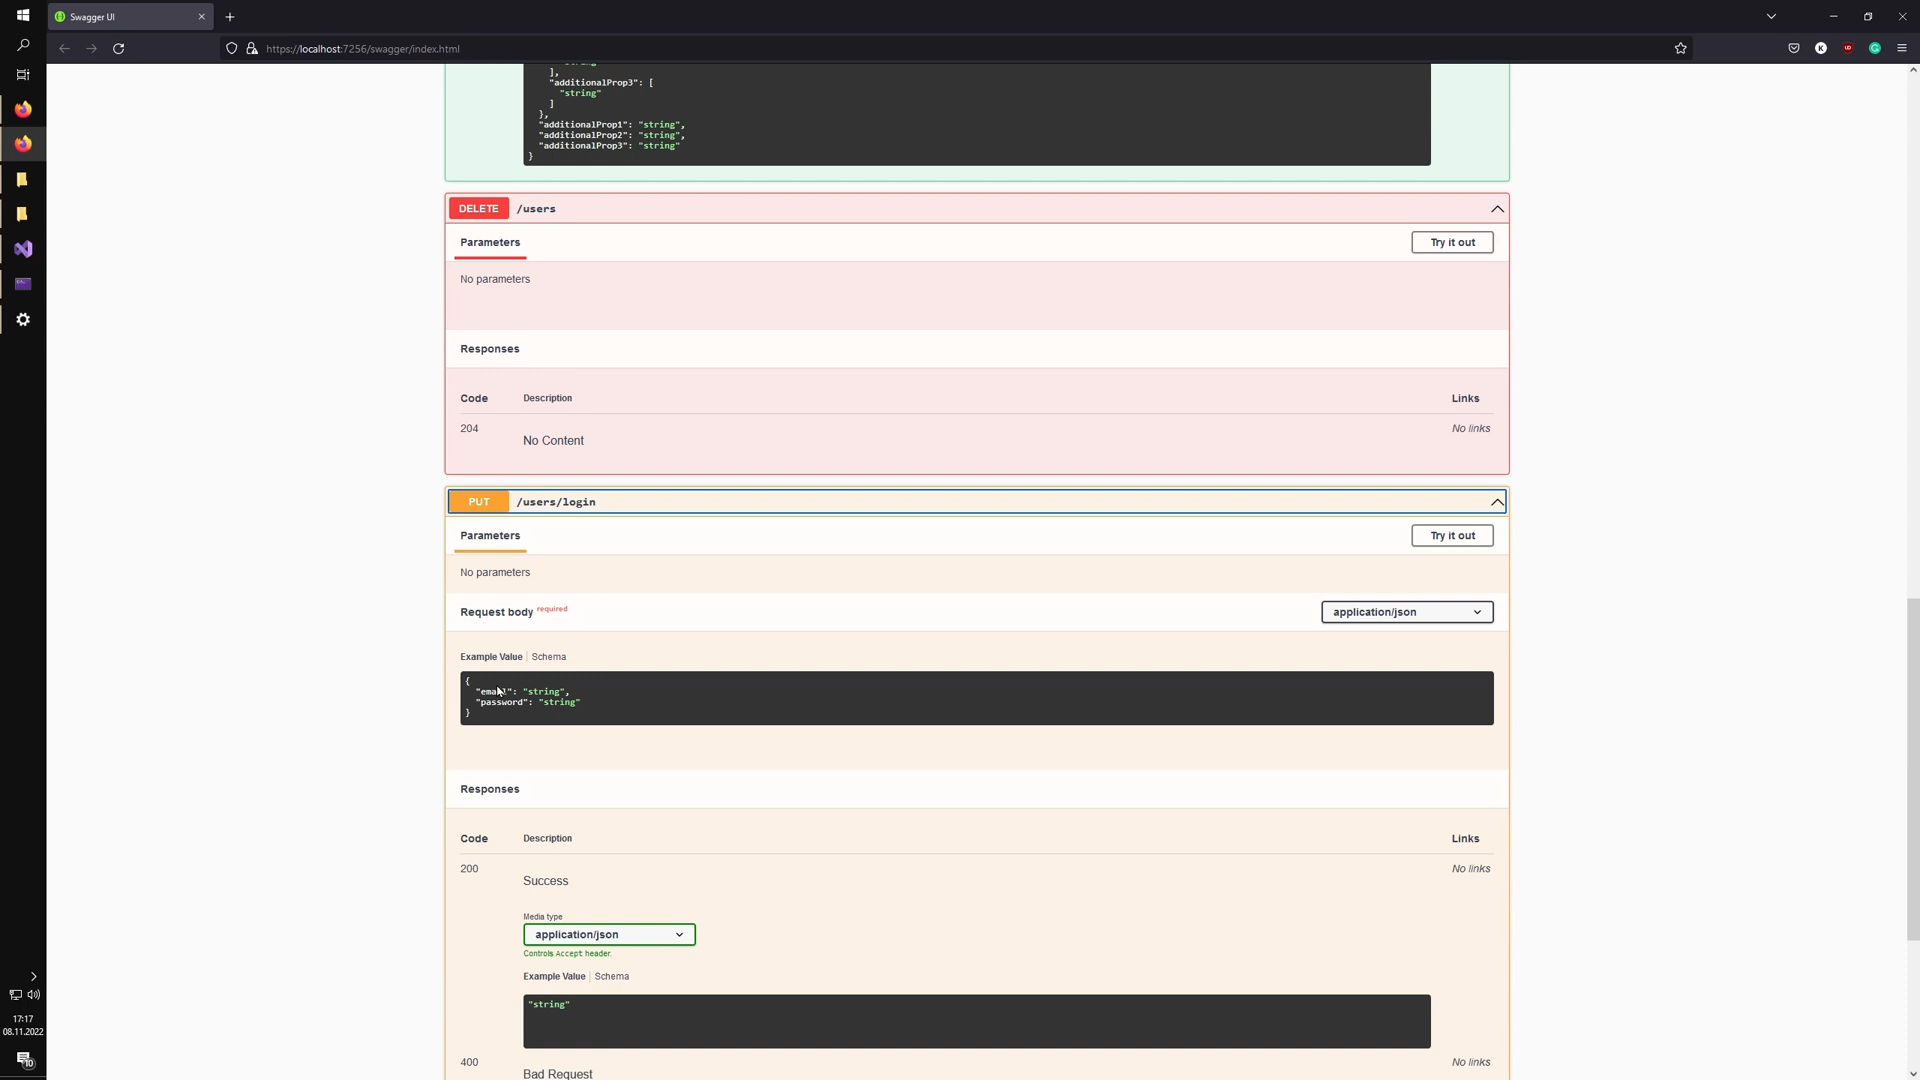 Swagger UI
https://localhost:7256/swagger/index.html
],
"additionalProp3": [
"string"
]
},
"additionalProp1": "string",
"additionalProp2": "string",
"additionalProp3": "string"
}
DELETE /users
Parameters
Try it out
No parameters
Responses
Code Description Links
204 No links
No Content
PUT /users/login
Parameters
Try it out
No parameters
Request body required
application/json
Example Value Schema
{
"email": "string",
"password": "string"
}
Responses
Code Description Links
200 No links
Success
Media type
application/json
Controls Accept header.
Example Value Schema
"string"
400 No links
Bad Request
17:17
08.11.2022